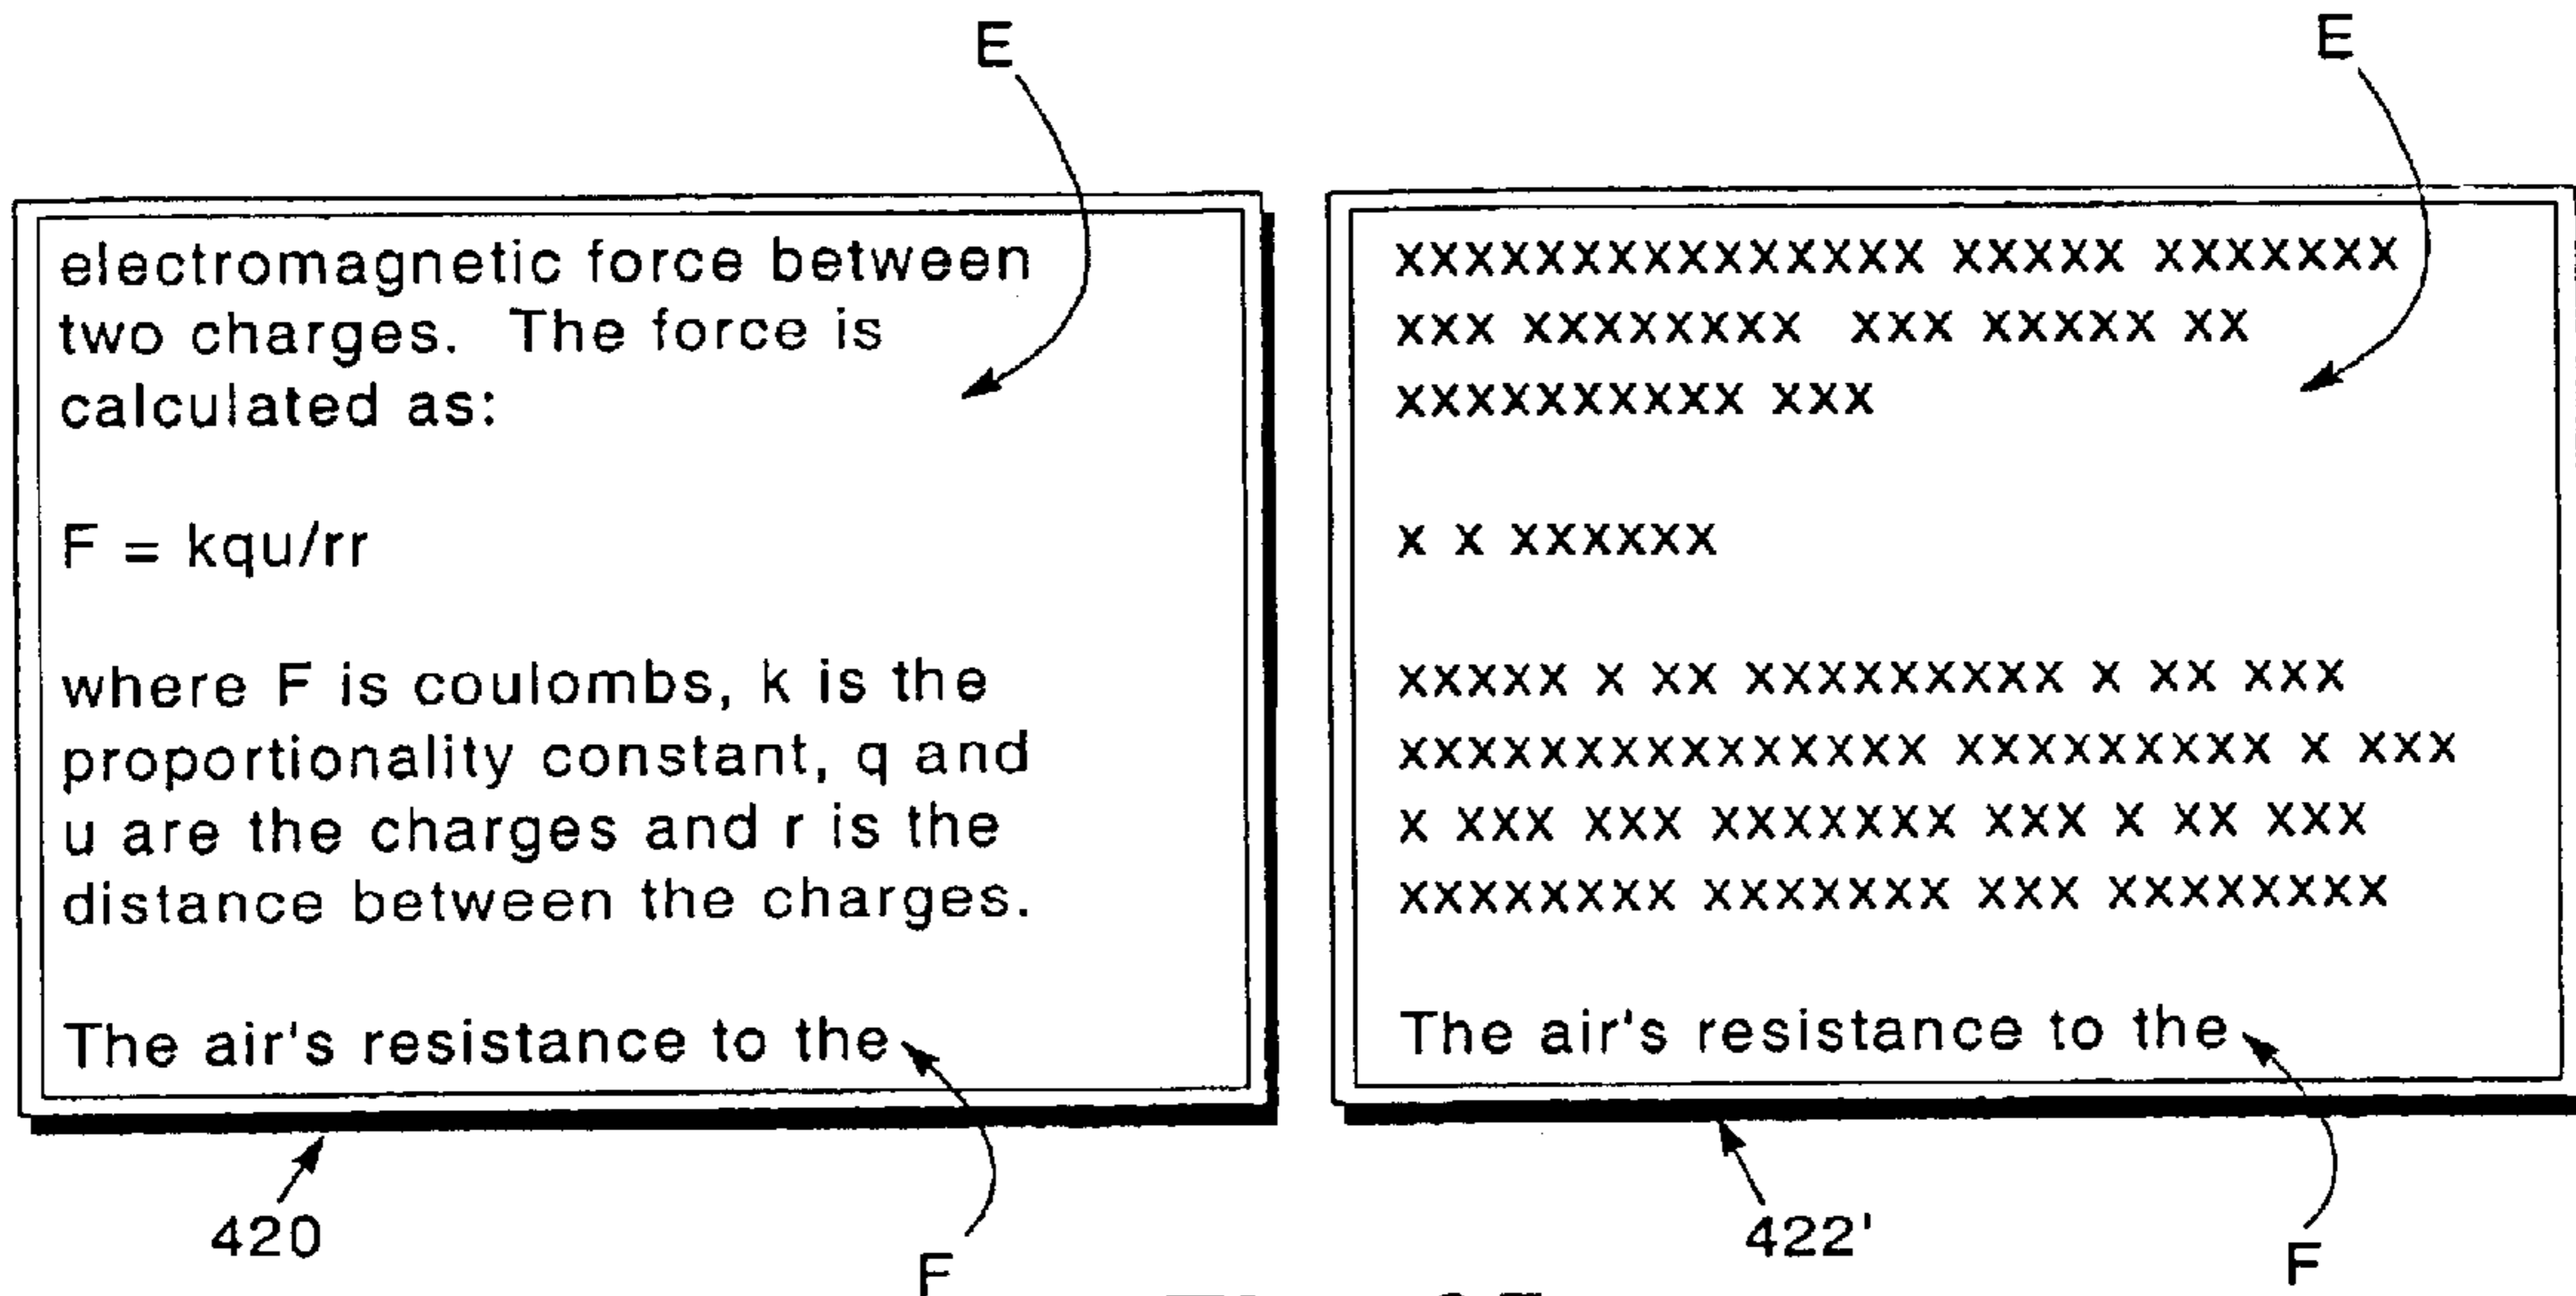 E
E
electromagnetic force between
two charges.  The force is
calculated as:
F = kqu/rr
where F is coulombs, k is the
proportionality constant, q and
u are the charges and r is the
distance between the charges.
The air's resistance to the
420
F
xxxxxxxxxxxxxxx xxxxx xxxxxxx
xxx xxxxxxxx  xxx xxxxx xx
xxxxxxxxxx xxx
x x xxxxxx
xxxxx x xx xxxxxxxxx x xx xxx
xxxxxxxxxxxxxxx xxxxxxxxx x xxx
x xxx xxx xxxxxxx xxx x xx xxx
xxxxxxxx xxxxxxx xxx xxxxxxxx
The air's resistance to the
422'
F